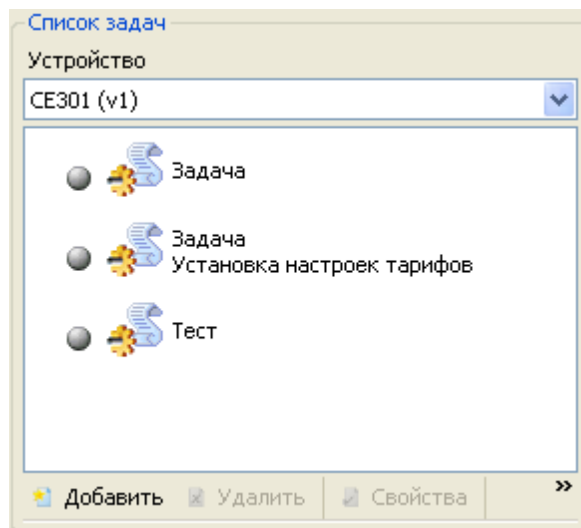 Список задач
Устройство
CE301 (v1)
Задача
Задача
Установка настроек тарифов
Тест
Добавить Удалить Свойства »